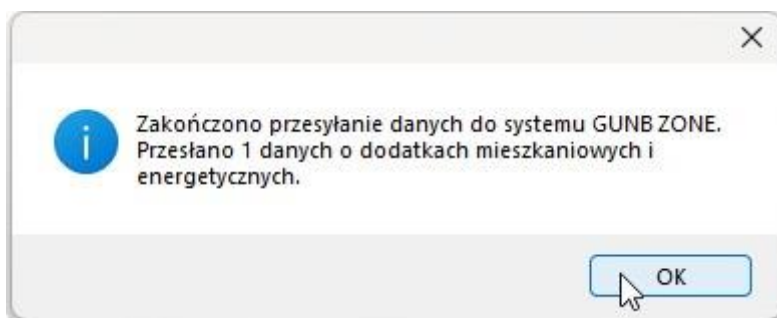 Zakończono przesyłanie danych do systemu GUNB ZONE.
Przesłano 1 danych o dodatkach mieszkaniowych i
energetycznych.
OK